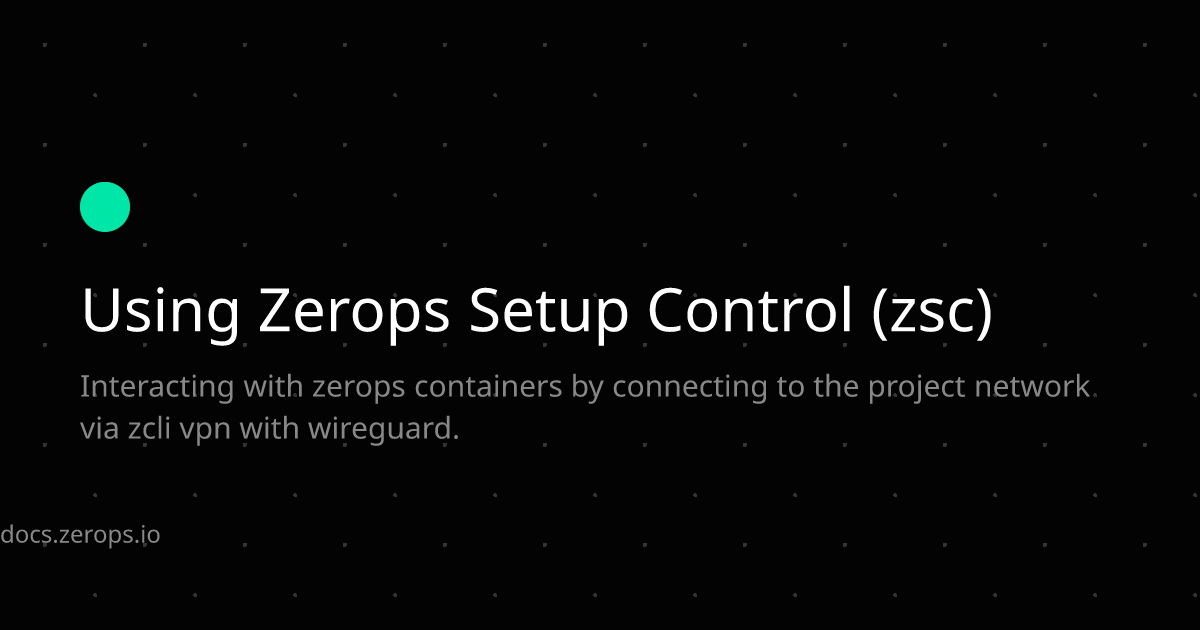 Using Zerops Setup Control (zsc)
Interacting with zerops containers by connecting to the project network
via zcli vpn with wireguard.
docs.zerops.io